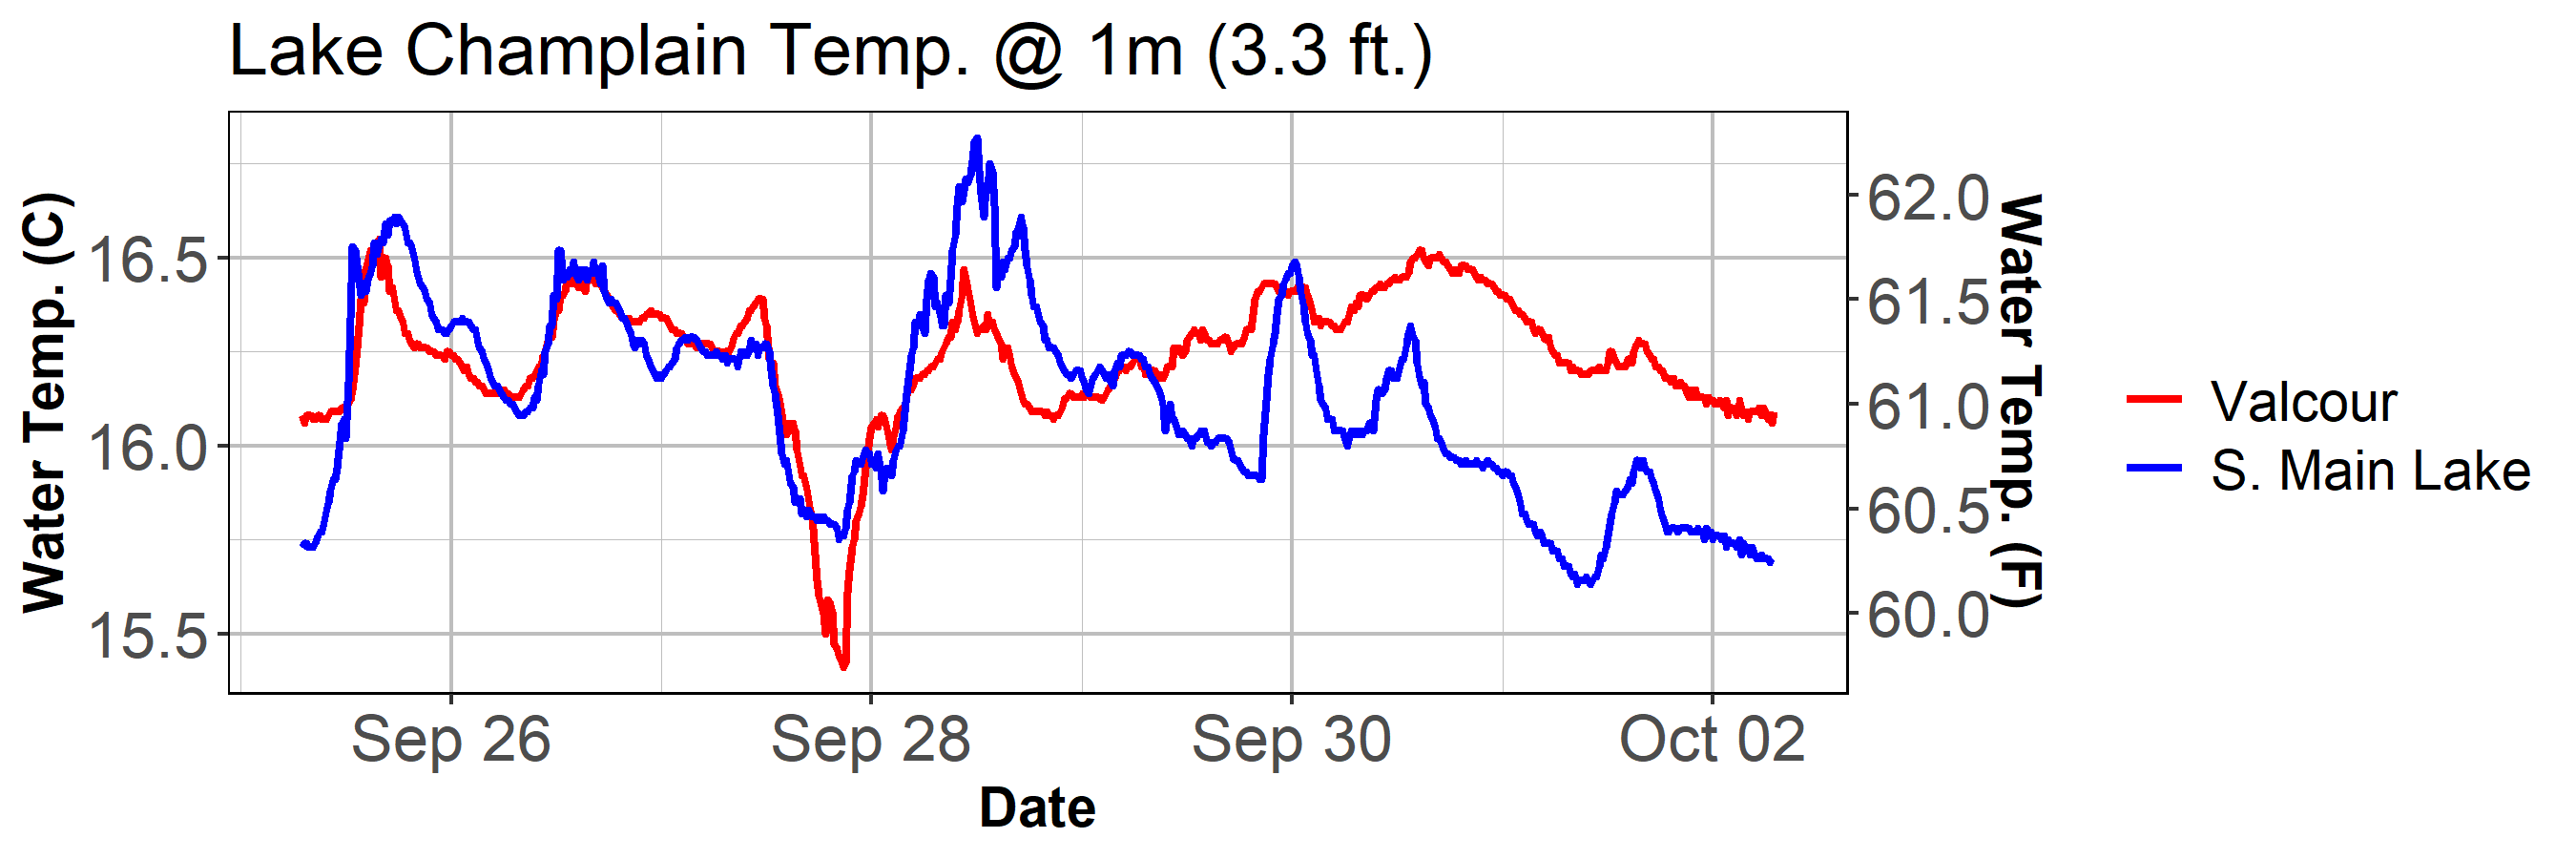 Lake Champlain Temp. @ 1m (3.3 ft.)
Water Temp. (C)
16.5
16.0
15.5
62.0
61.5
61.0
60.5
60.0
Water Temp. (F)
Sep 26
Sep 28
Sep 30
Oct 02
Date
Valcour
S. Main Lake